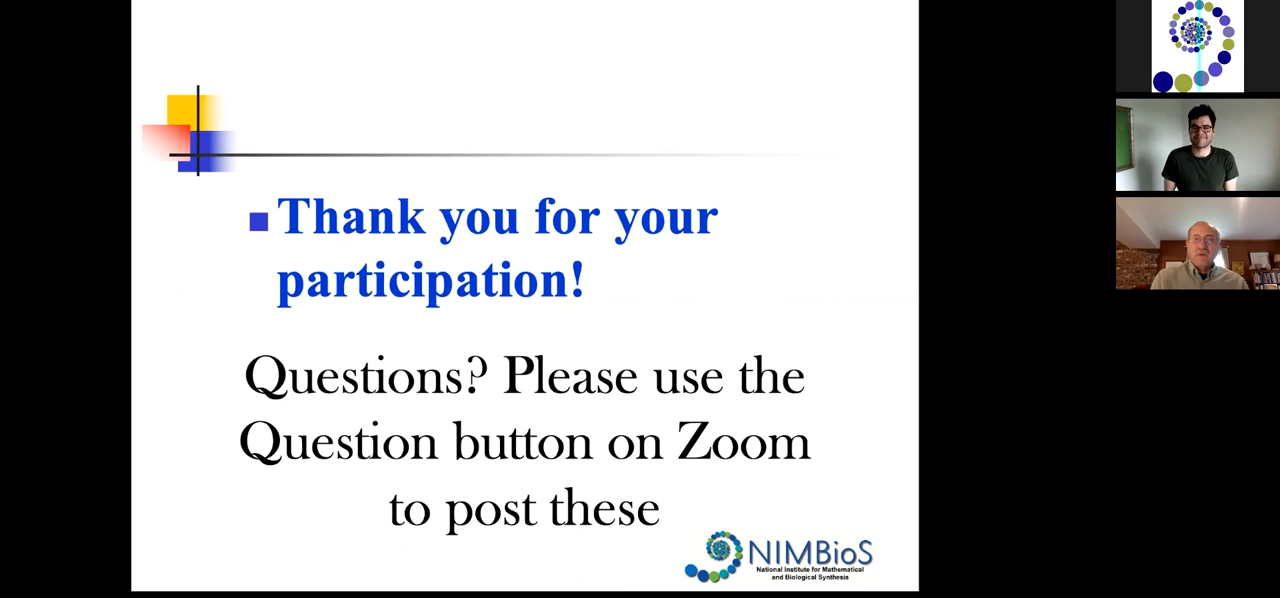 Thank you for your
participation!
Questions? Please use the
Question button on Zoom
to post these
NIMBioS
National Institute for Mathematical
and Biological Synthesis